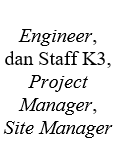 Engineer,
dan Staff K3,
Project
Manager,
Site Manager